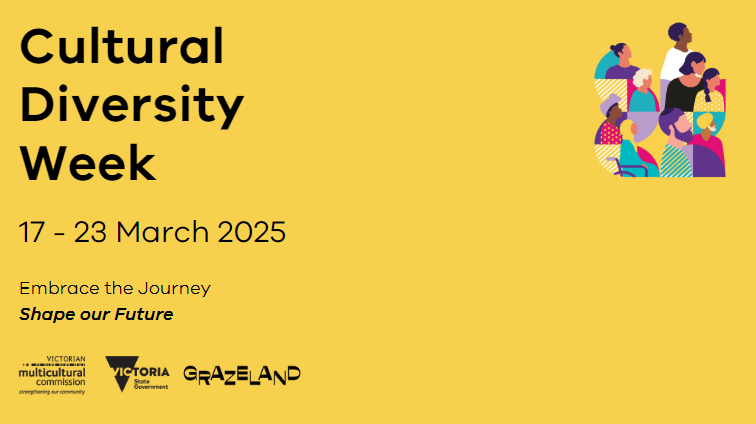 Cultural
Diversity
Week
17 - 23 March 2025
Embrace the Journey
Shape our Future
VICTORIAN
multicultural
commission
strengthening our community
VICTORIA
State
Government
GRAZELAND